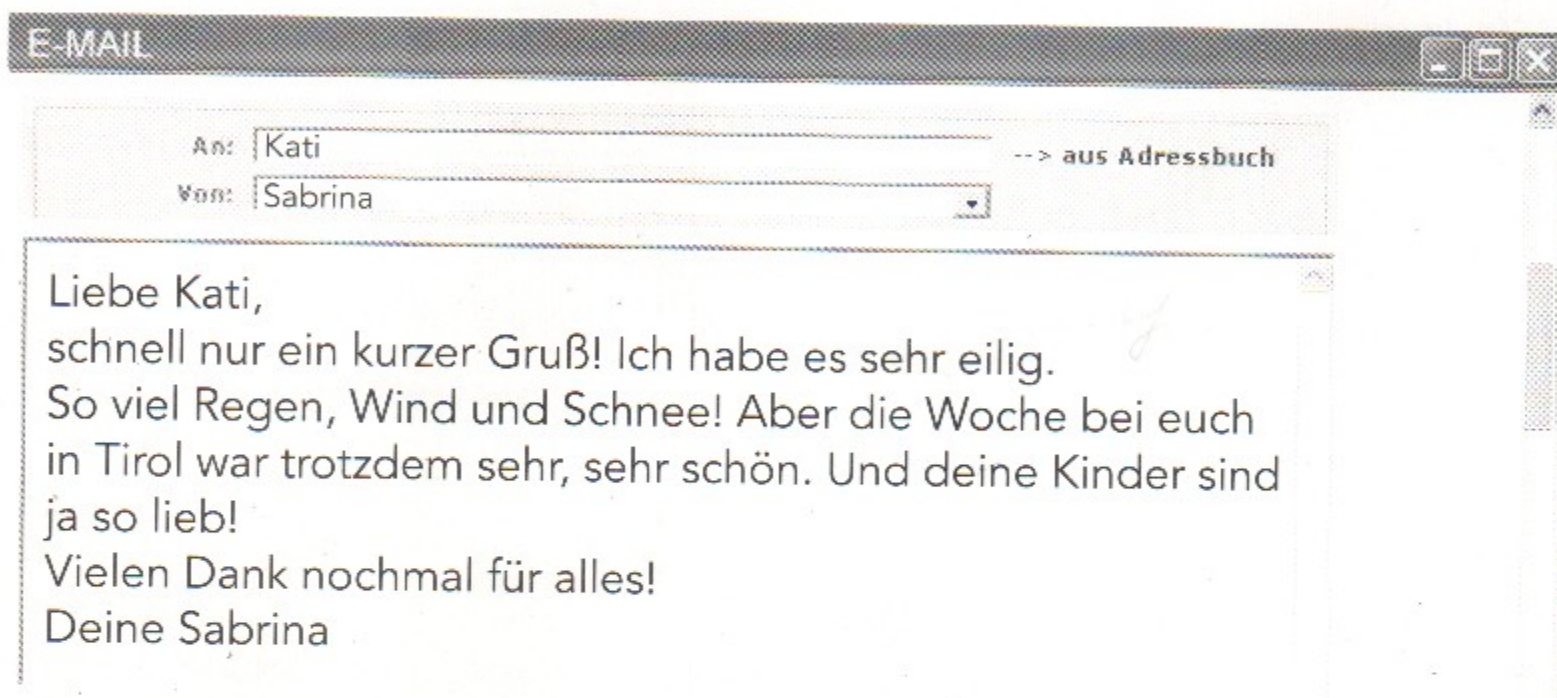 E-MAIL
An: Kati
--> aus Adressbuch
Von: Sabrina
Liebe Kati,
schnell nur ein kurzer Gruß! Ich habe es sehr eilig.
So viel Regen, Wind und Schnee! Aber die Woche bei euch
in Tirol war trotzdem sehr, sehr schön. Und deine Kinder sind
ja so lieb!
Vielen Dank nochmal für alles!
Deine Sabrina